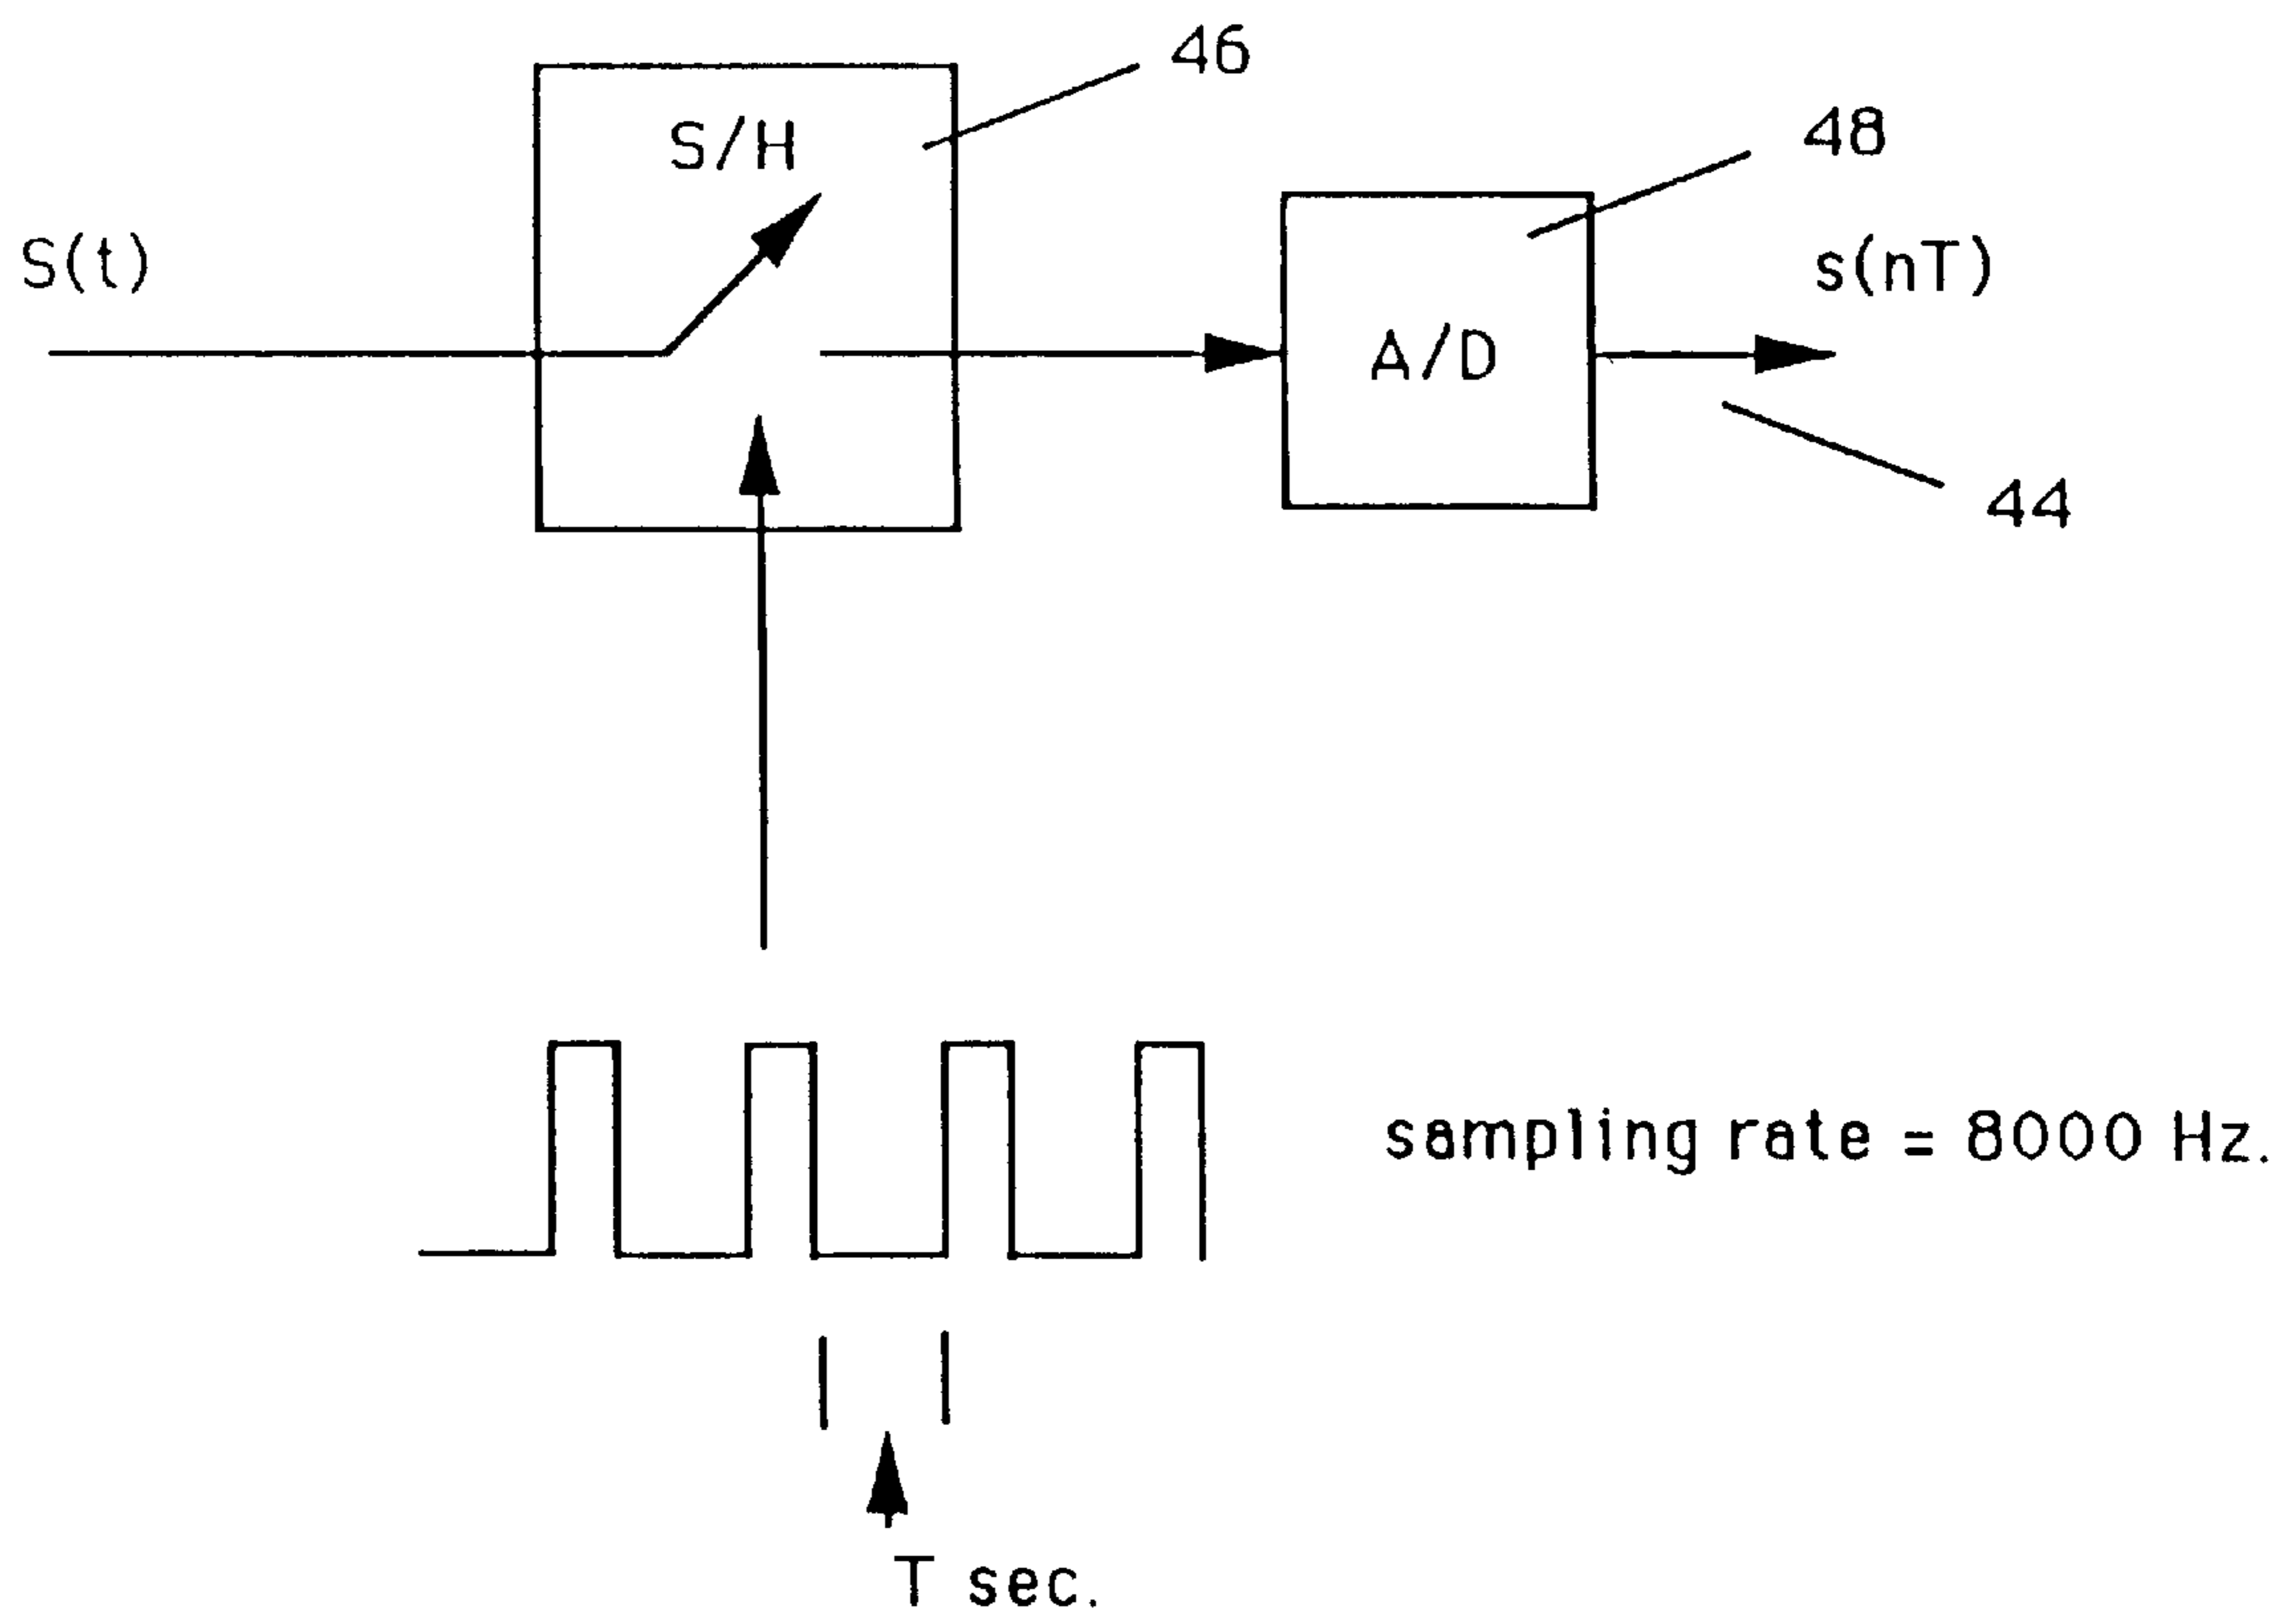 46
S/H
48
S(t)
s(nT)
A/D
44
sampling rate = 8000 Hz.
T sec.